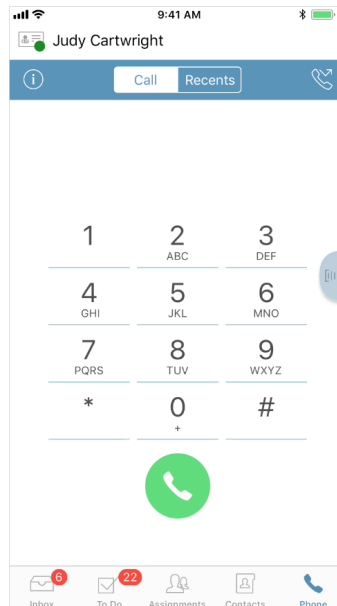 9:41 AM
Judy Cartwright
Call Recents
1 2 3
ABC DEF
4 5 6
GHI JKL MNO
7 8 9
PQRS TUV WXYZ
* 0 #
+
6 22
Inbox To Do Assignments Contacts Phone